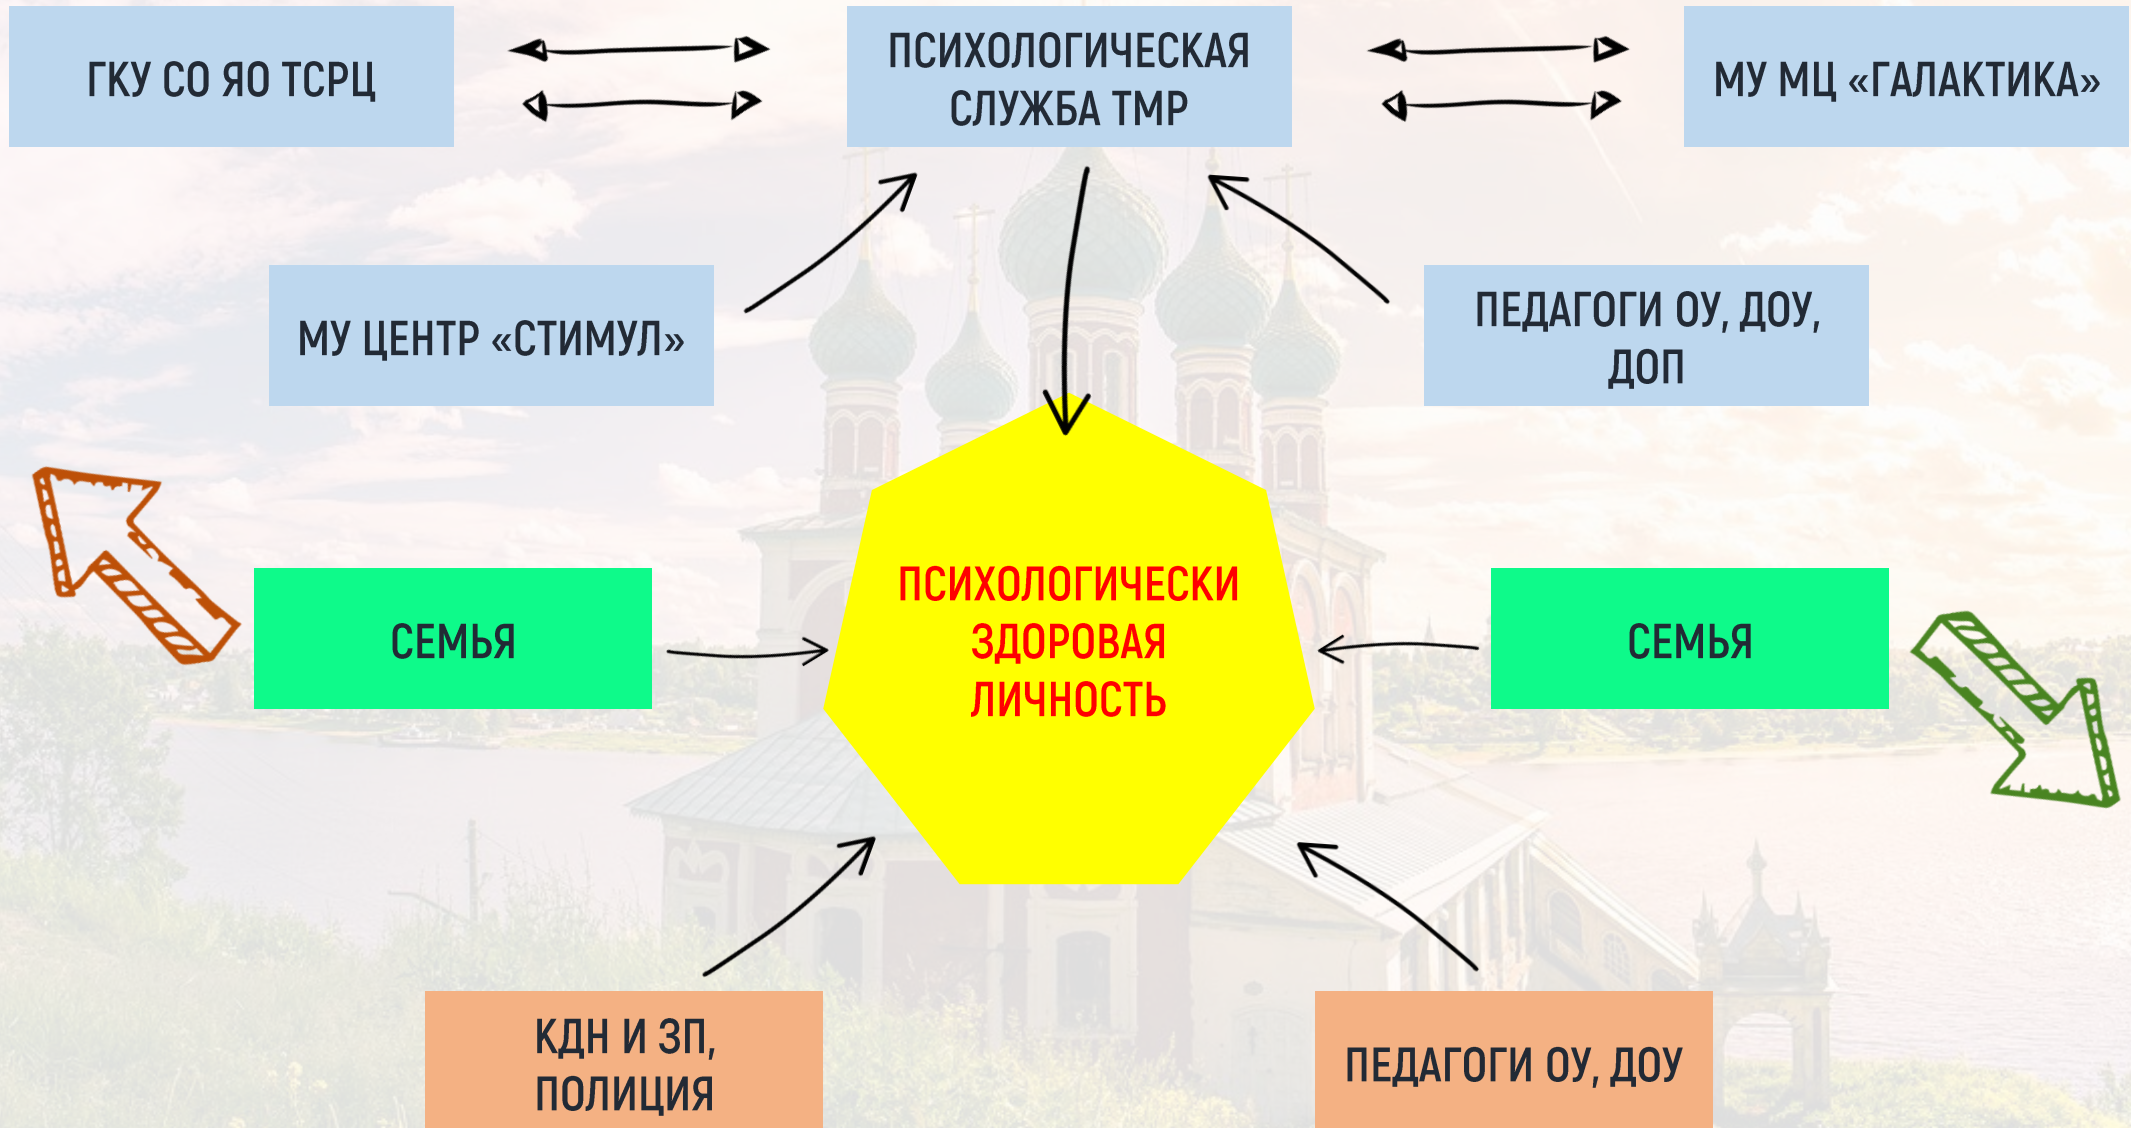 ГКУ СО ЯО ТСРЦ
ПСИХОЛОГИЧЕСКАЯ
СЛУЖБА ТМР
МУ МЦ «ГАЛАКТИКА»
МУ ЦЕНТР «СТИМУЛ»
ПЕДАГОГИ ОУ, ДОУ,
ДОП
СЕМЬЯ
ПСИХОЛОГИЧЕСКИ
ЗДОРОВАЯ
ЛИЧНОСТЬ
СЕМЬЯ
КДН И ЗП,
ПОЛИЦИЯ
ПЕДАГОГИ ОУ, ДОУ